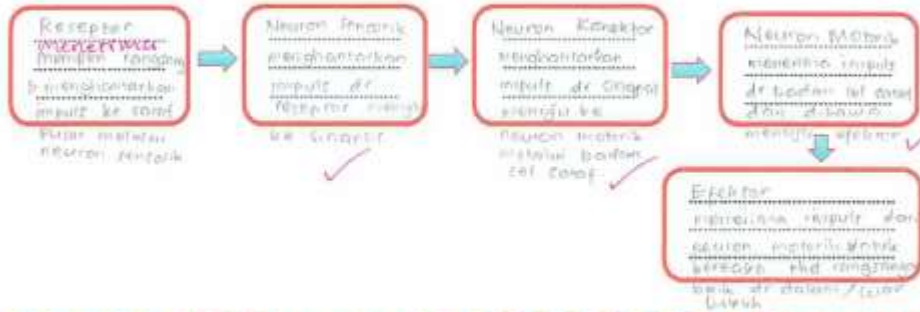 Reseptor
menerima
rangsang
& menghantarkan
impuls ke saraf
pusat melalui
neuron sensorik
Neuron sensorik
menghantarkan
impuls dr
reseptor menuju
ke sinapsis
Neuron Konektor
menghantarkan
impuls dr sinapsis
menuju ke
neuron motorik
melalui badan
sel saraf
Neuron Motorik
menerima impuls
dr badan sel saraf
dan dibawa
menuju efektor
Efektor
menerima impuls dari
neuron motorik untuk
bereaksi thd rangsang
baik dr dalam / luar
tubuh